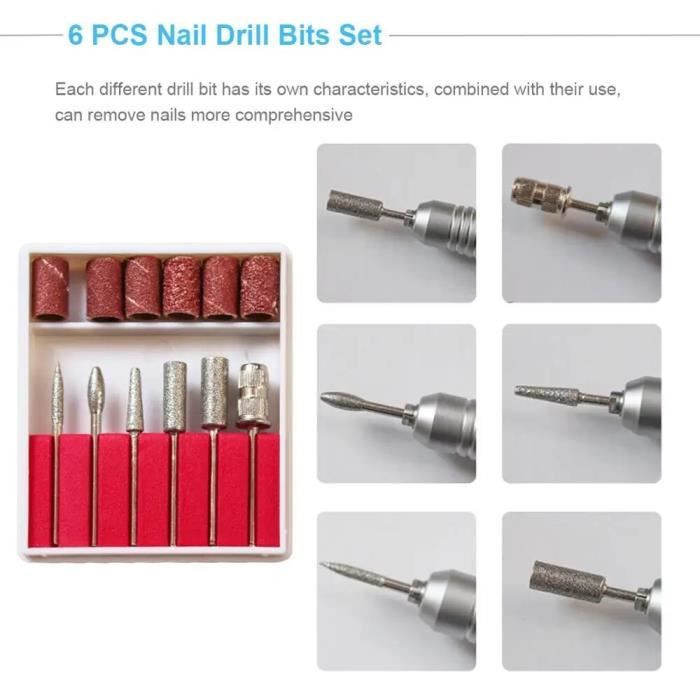 6 PCS Nail Drill Bits Set
Each different drill bit has its own characteristics, combined with their use,
can remove nails more comprehensive